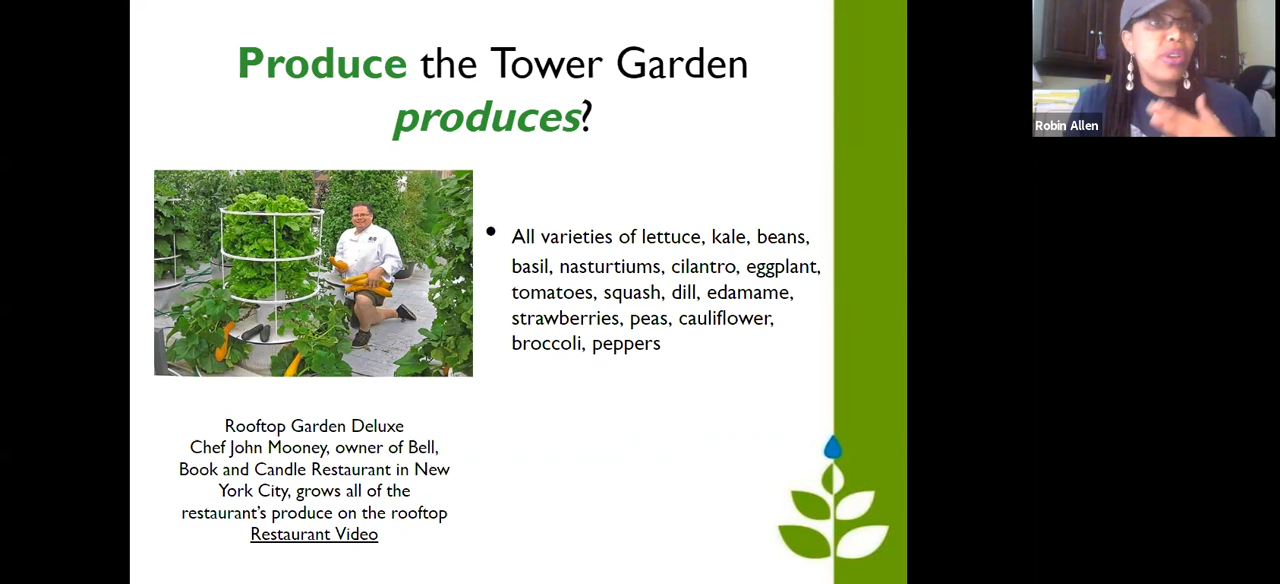 Produce the Tower Garden
produces?
Robin Allen
All varieties of lettuce, kale, beans,
basil, nasturtiums, cilantro, eggplant,
tomatoes, squash, dill, edamame,
strawberries, peas, cauliflower,
broccoli, peppers
Rooftop Garden Deluxe
Chef John Mooney, owner of Bell,
Book and Candle Restaurant in New
York City, grows all of the
restaurant's produce on the rooftop
Restaurant Video